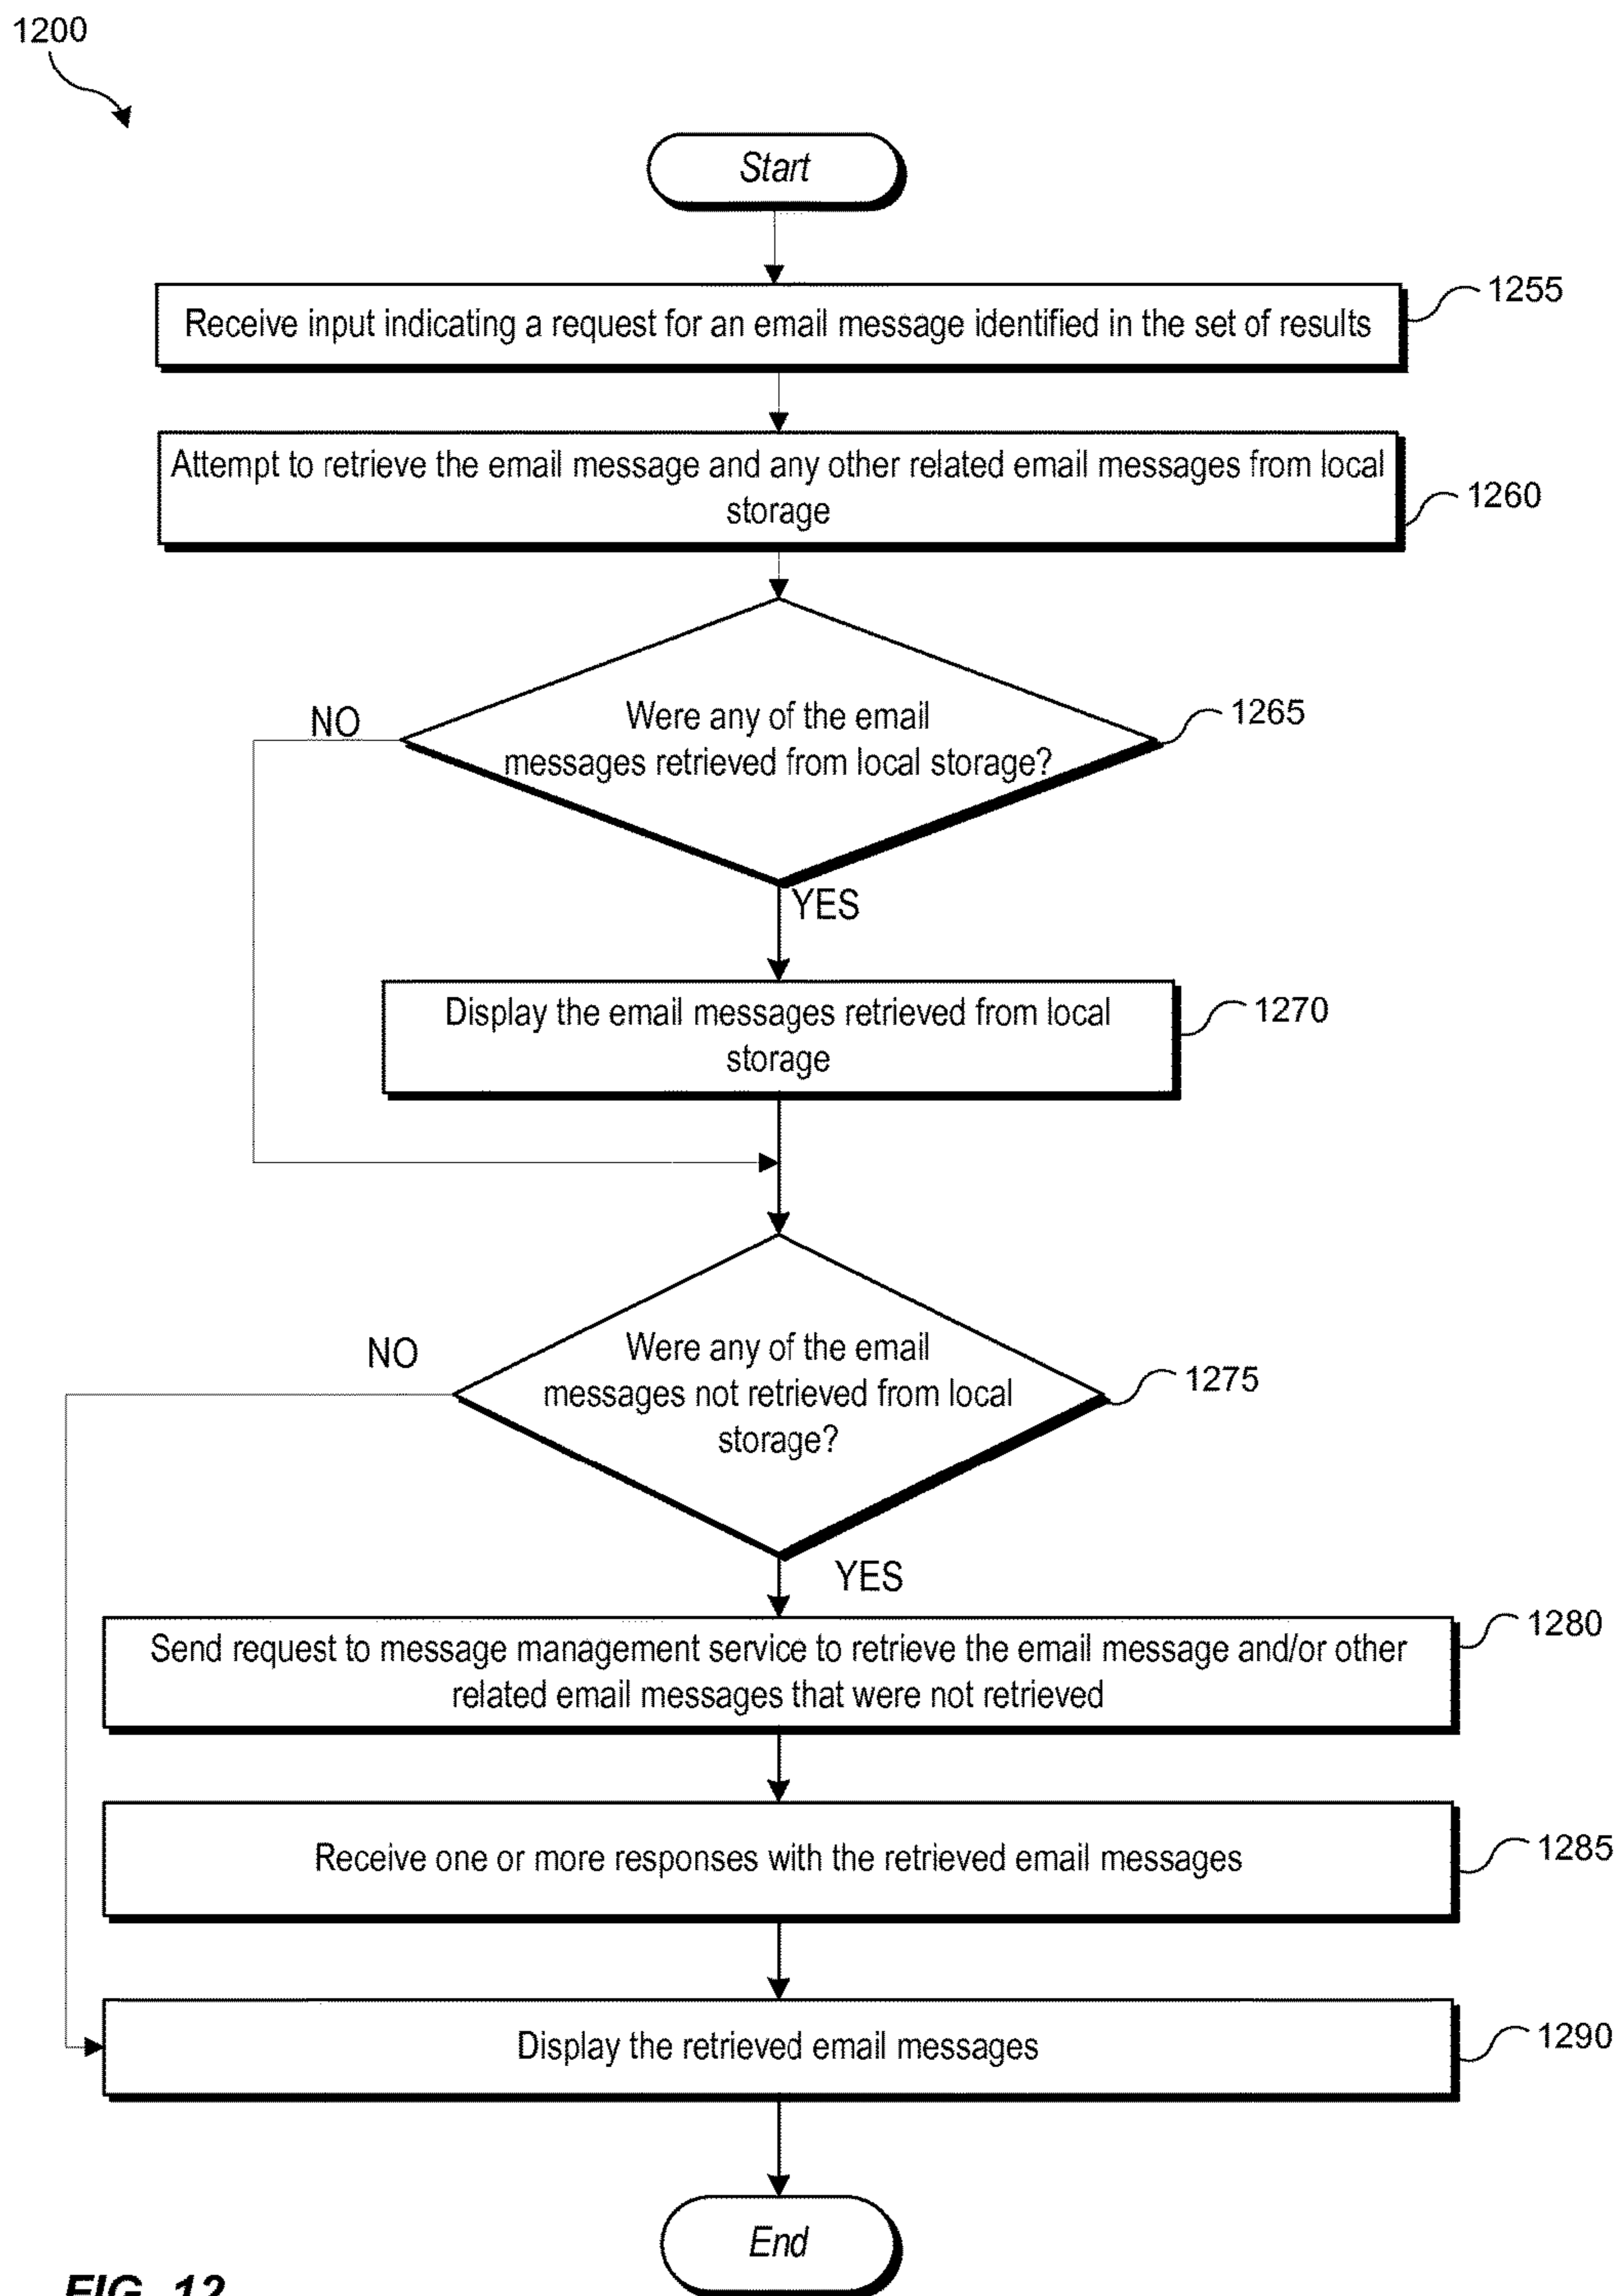 1200
Start
Receive input indicating a request for an email message identified in the set of results
1255
Attempt to retrieve the email message and any other related email messages from local
storage
1260
Were any of the email
messages retrieved from local storage?
1265
NO
YES
Display the email messages retrieved from local
storage
1270
Were any of the email
messages not retrieved from local
storage?
1275
NO
YES
Send request to message management service to retrieve the email message and/or other
related email messages that were not retrieved
1280
Receive one or more responses with the retrieved email messages
1285
Display the retrieved email messages
1290
End
FIG. 12